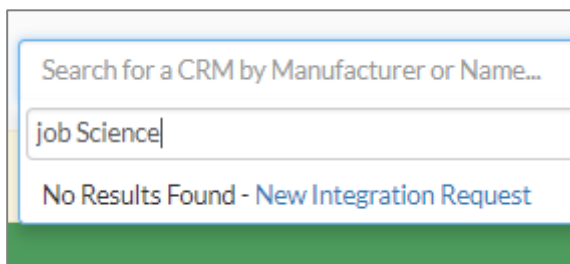 Search for a CRM by Manufacturer or Name...
job Science
No Results Found - New Integration Request